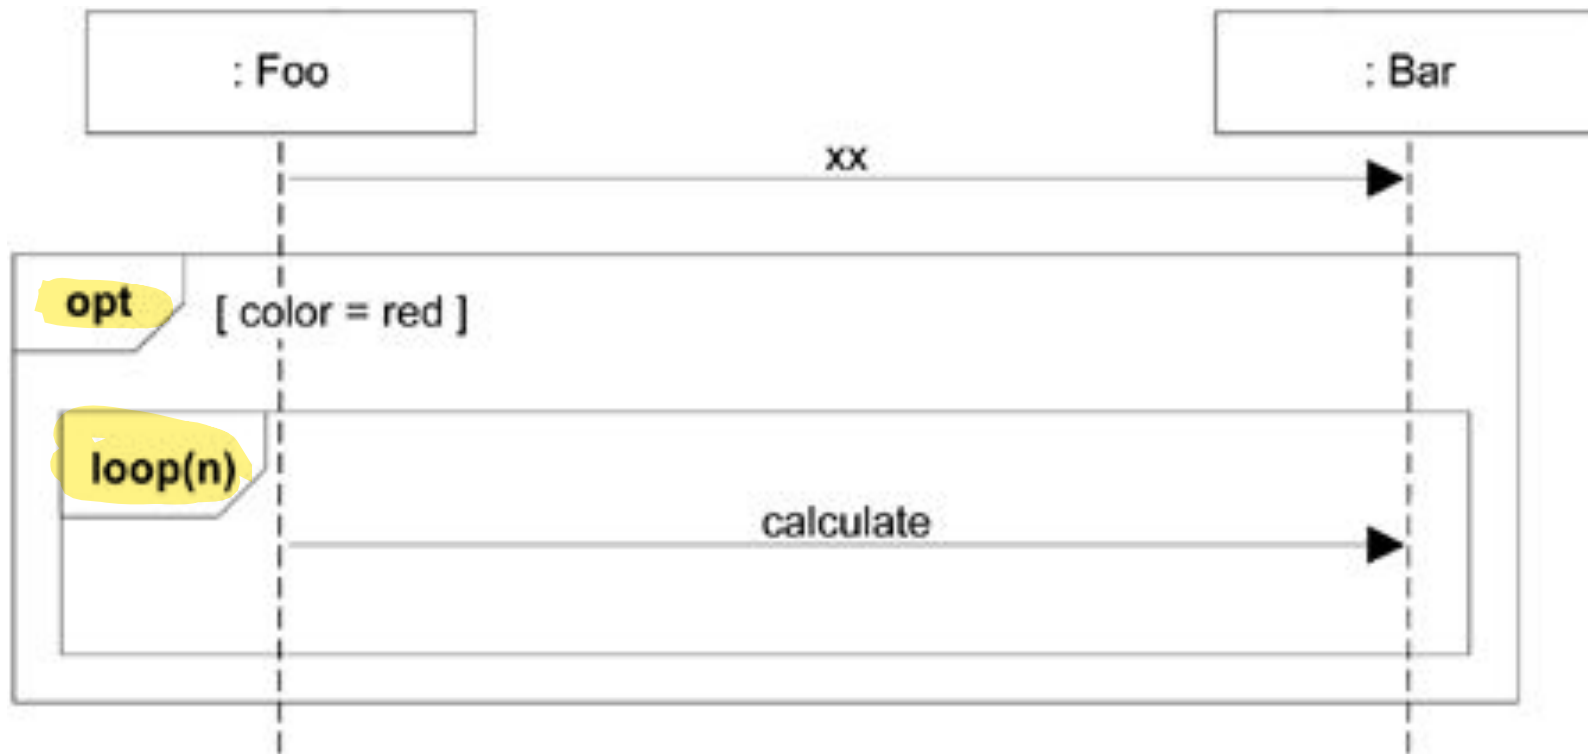 : Foo
: Bar
xx
opt
[ color = red ]
loop(n)
calculate